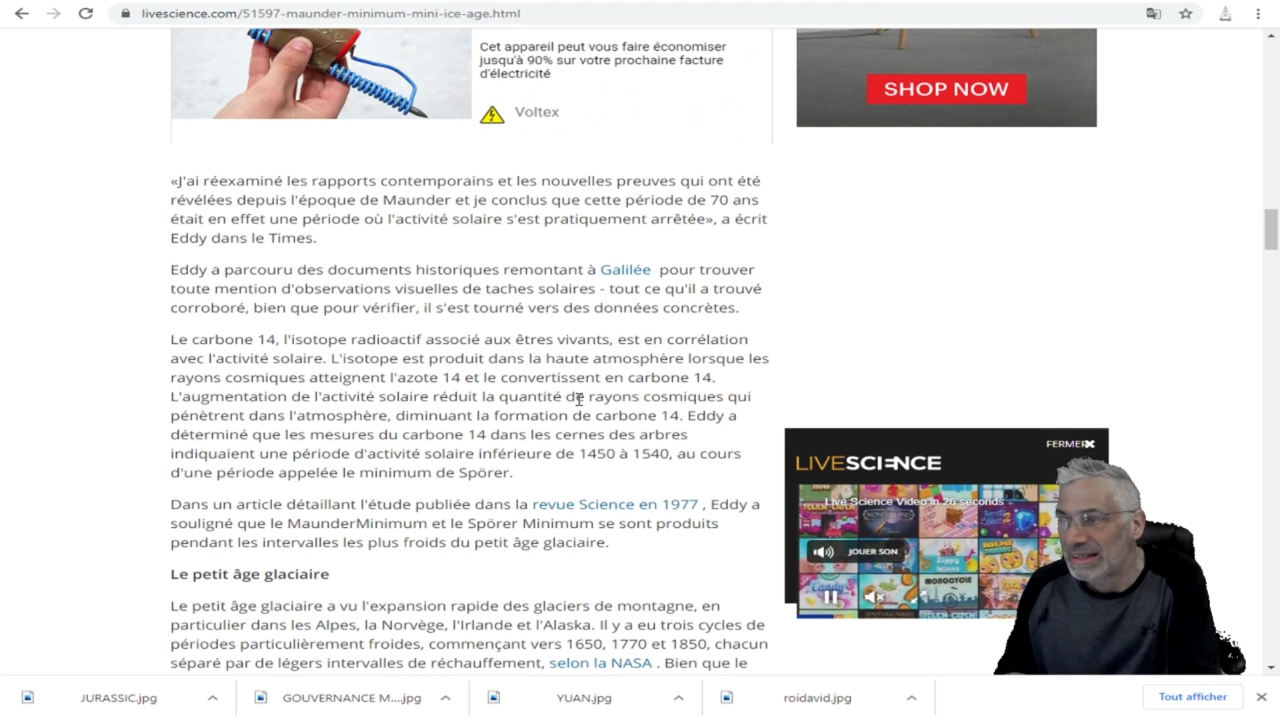 livescience.com/51597-maunder-minimum-mini-ice-age.html
Cet appareil peut vous faire économiser
jusqu'à 90% sur votre prochaine facture
d'électricité
Voltex
SHOP NOW
«J'ai réexaminé les rapports contemporains et les nouvelles preuves qui ont été
révélées depuis l'époque de Maunder et je conclus que cette période de 70 ans
était en effet une période où l'activité solaire s'est pratiquement arrêtée», a écrit
Eddy dans le Times.
Eddy a parcouru des documents historiques remontant à Galilée pour trouver
toute mention d'observations visuelles de taches solaires - tout ce qu'il a trouvé
corroboré, bien que pour vérifier, il s'est tourné vers des données concrètes.
Le carbone 14, l'isotope radioactif associé aux êtres vivants, est en corrélation
avec l'activité solaire. L'isotope est produit dans la haute atmosphère lorsque les
rayons cosmiques atteignent l'azote 14 et le convertissent en carbone 14.
L'augmentation de l'activité solaire réduit la quantité de rayons cosmiques qui
pénètrent dans l'atmosphère, diminuant la formation de carbone 14. Eddy a
déterminé que les mesures du carbone 14 dans les cernes des arbres
indiquaient une période d'activité solaire inférieure de 1450 à 1540, au cours
d'une période appelée le minimum de Spörer.
Dans un article détaillant l'étude publiée dans la revue Science en 1977 , Eddy a
souligné que le MaunderMinimum et le Spörer Minimum se sont produits
pendant les intervalles les plus froids du petit âge glaciaire.
Le petit âge glaciaire
Le petit âge glaciaire a vu l'expansion rapide des glaciers de montagne, en
particulier dans les Alpes, la Norvège, l'Irlande et l'Alaska. Il y a eu trois cycles de
périodes particulièrement froides, commençant vers 1650, 1770 et 1850, chacun
séparé par de légers intervalles de réchauffement, selon la NASA . Bien que le
FERMER
LIVESCIENCE
Live Science Video in 26 seconds
JOUER SON
MONOCYCLE
JURASSIC.jpg
GOUVERNANCE M....jpg
YUAN.jpg
roidavid.jpg
Tout afficher